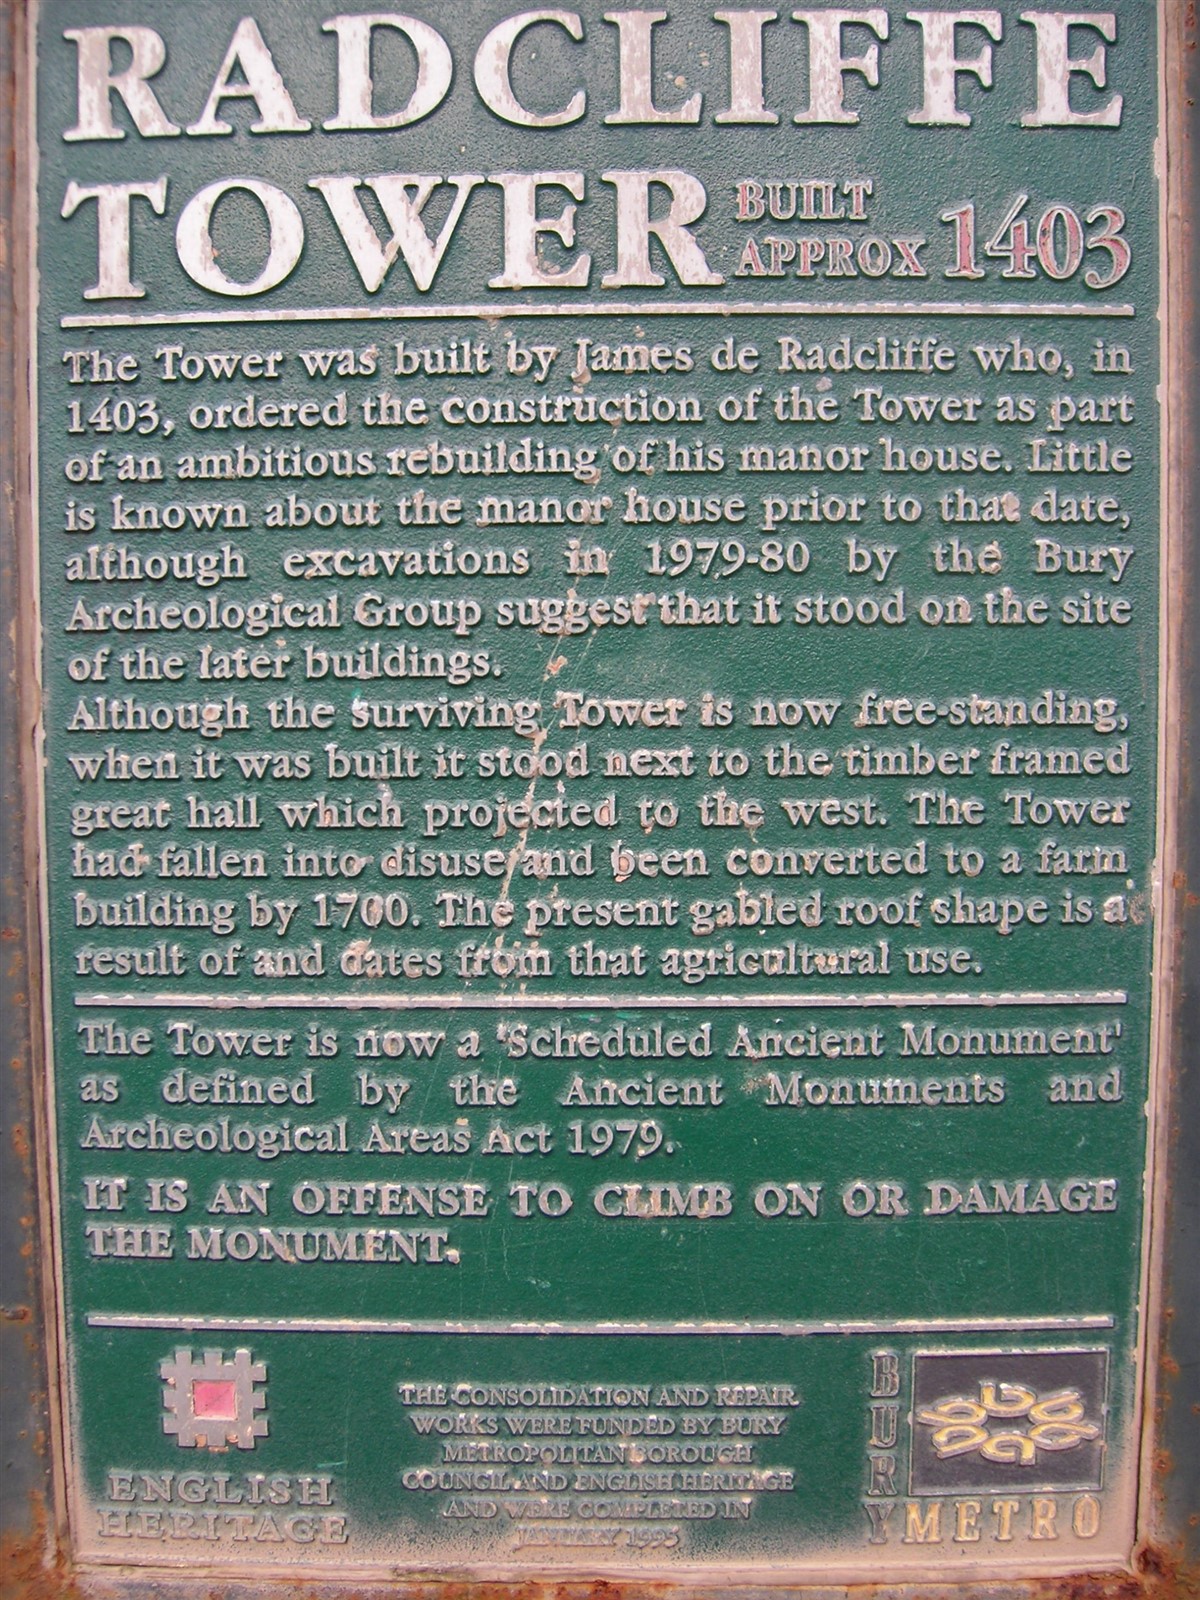 RADCLIFFE
TOWER BUILT APPROX 1403
The Tower was built by James de Radcliffe who, in
1403, ordered the construction of the Tower as part
of an ambitious rebuilding of his manor house. Little
is known about the manor house prior to that date,
although excavations in 1979-80 by the Bury
Archeological Group suggest that it stood on the site
of the later buildings.
Although the surviving Tower is now free-standing,
when it was built it stood next to the timber framed
great hall which projected to the west. The Tower
had fallen into disuse and been converted to a farm
building by 1700. The present gabled roof shape is a
result of and dates from that agricultural use.
The Tower is now a 'Scheduled Ancient Monument'
as defined by the Ancient Monuments and
Archeological Areas Act 1979.
IT IS AN OFFENSE TO CLIMB ON OR DAMAGE
THE MONUMENT.
ENGLISH
HERITAGE
THE CONSOLIDATION AND REPAIR
WORKS WERE FUNDED BY BURY
METROPOLITAN BOROUGH
COUNCIL AND ENGLISH HERITAGE
AND WERE COMPLETED IN
JANUARY 1995
BURY
METRO